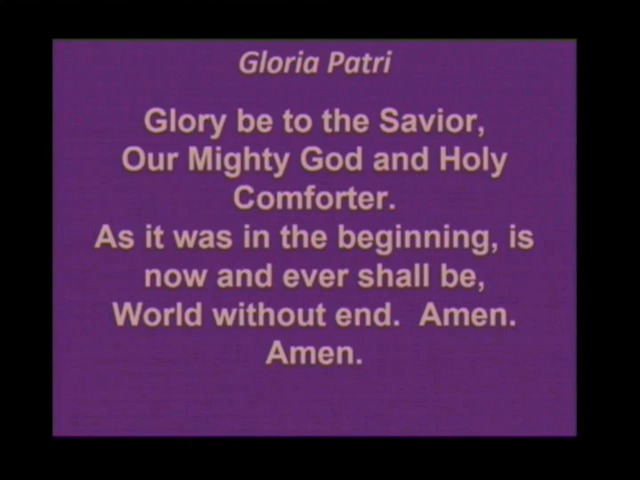 Gloria Patri
Glory be to the Savior,
Our Mighty God and Holy
Comforter.
As it was in the beginning, is
now and ever shall be,
World without end.  Amen.
Amen.